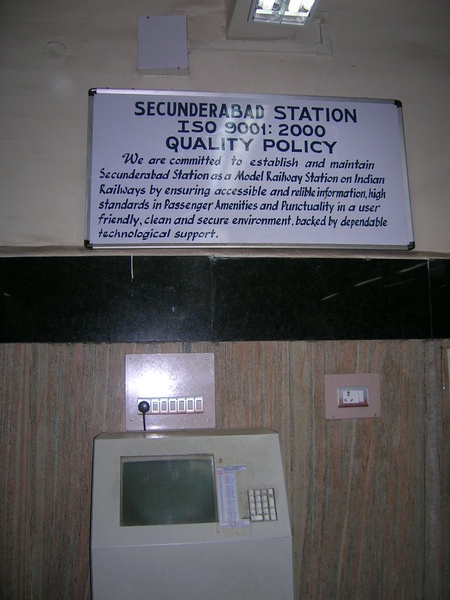 SECUNDERABAD STATION
ISO 9001: 2000
QUALITY POLICY
We are committed to establish and maintain
Secunderabad Station as a Model Railway Station on Indian
Railways by ensuring accessible and relible information, high
standards in Passenger Amenities and Punctuality in a user
friendly, clean and secure environment, backed by dependable
technological support.